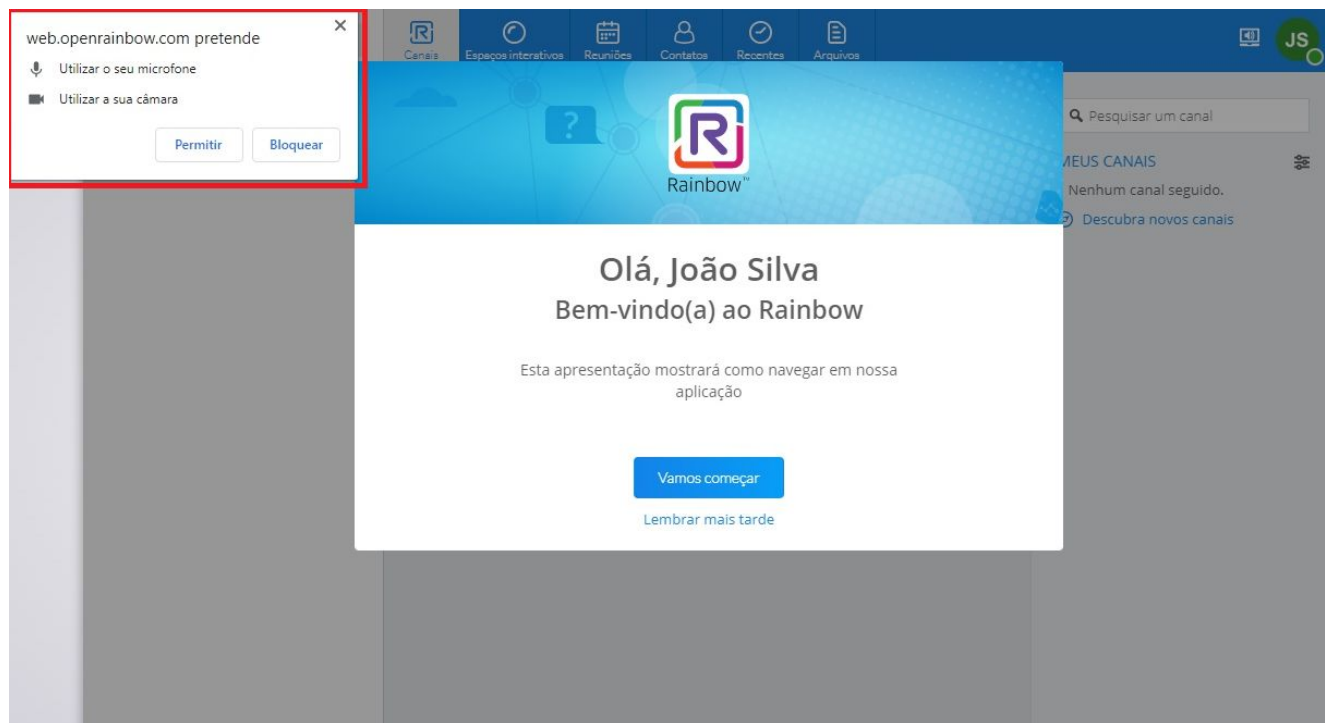 web.openrainbow.com pretende
Utilizar o seu microfone
Utilizar a sua câmara
Permitir
Bloquear
Canais
Espaços interativos
Reuniões
Contatos
Recentes
Arquivos
JS
R
Rainbow™
Olá, João Silva
Bem-vindo(a) ao Rainbow
Esta apresentação mostrará como navegar em nossa
aplicação
Vamos começar
Lembrar mais tarde
Pesquisar um canal
MEUS CANAIS
Nenhum canal seguido.
Descubra novos canais